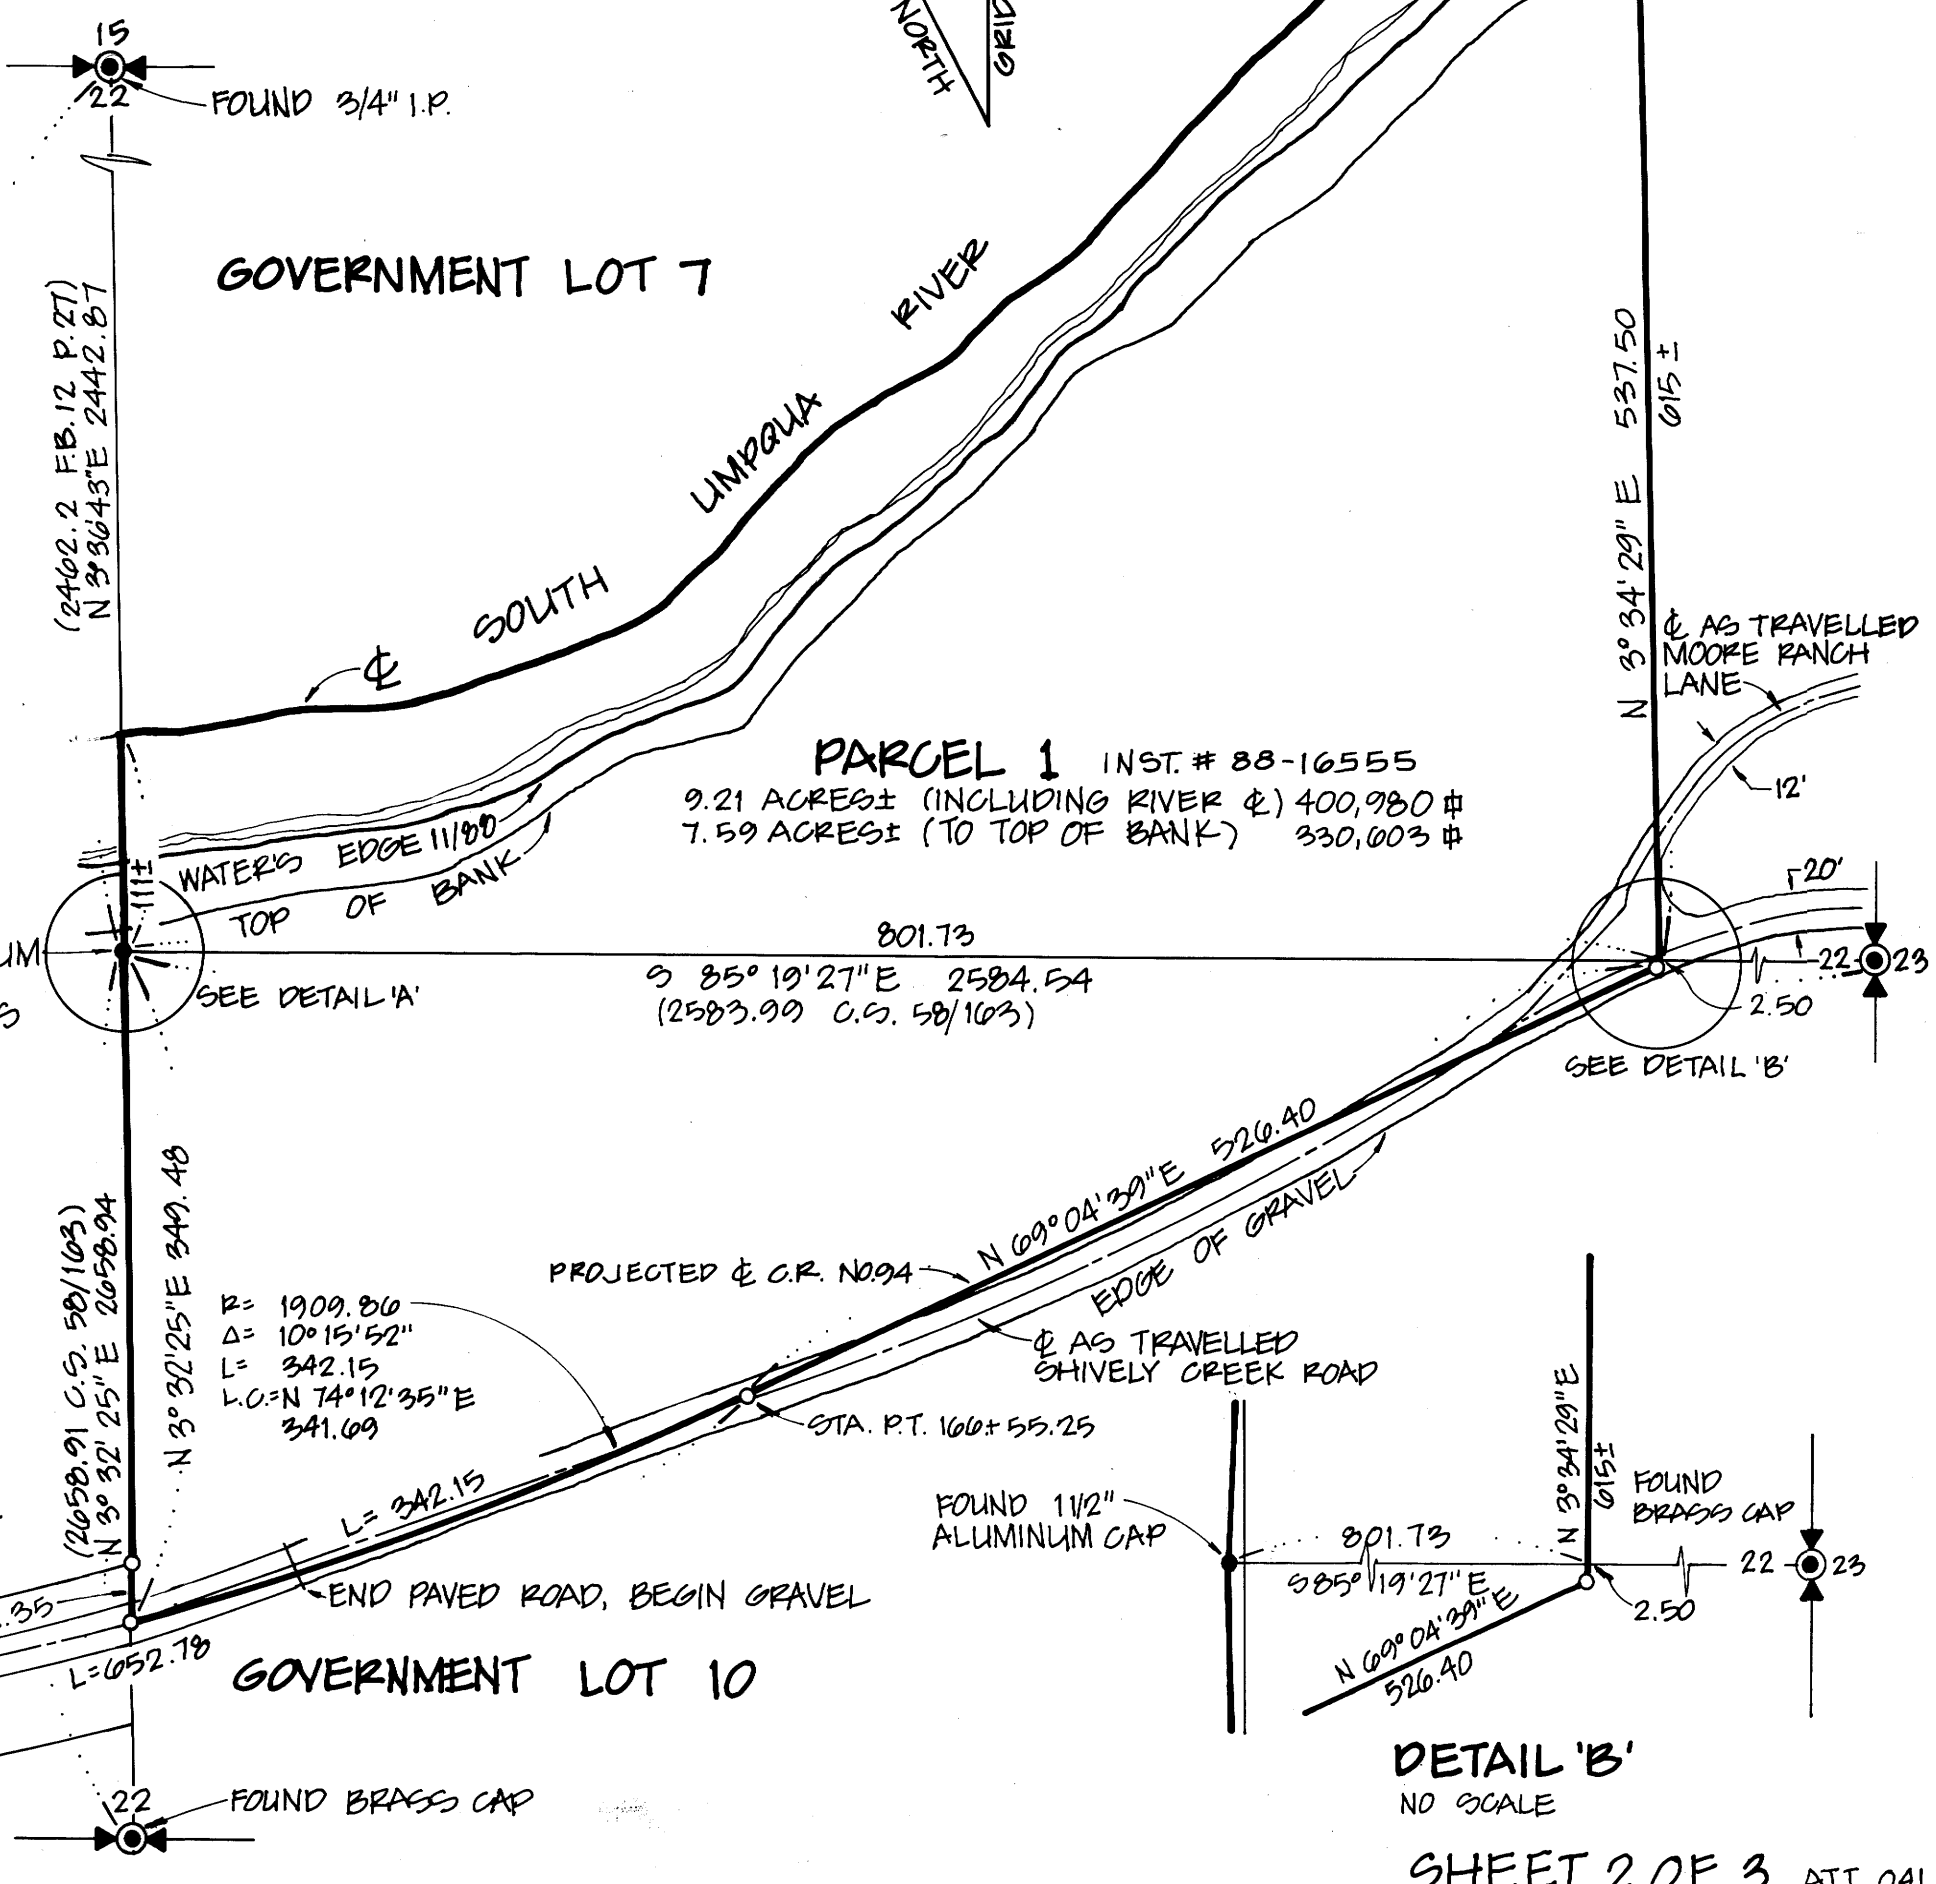 15
22
FOUND 3/4" I.P.
NORTH
GRID
GOVERNMENT LOT 7
(2462.2 F.B. 12 P. 27)
N 3°36'43"E 2442.87
RIVER
UMPQUA
SOUTH
℄
N 3° 34' 29" E 537.50
615 ±
℄ AS TRAVELLED
MOORE RANCH
LANE
12'
PARCEL 1 INST. # 88-16555
9.21 ACRES± (INCLUDING RIVER ℄) 400,980 ⌗
7.59 ACRES± (TO TOP OF BANK) 330,603 ⌗
WATER'S EDGE 11/88
TOP OF BANK
111±
20'
UM
S
SEE DETAIL 'A'
801.73
S 85° 19' 27" E 2584.54
(2583.99 C.S. 58/163)
22 23
2.50
SEE DETAIL 'B'
(2658.91 C.S. 58/163)
N 3° 32' 25" E 2658.94
N 3° 32' 25" E 349.48
N 69° 04' 39" E 526.40
EDGE OF GRAVEL
PROJECTED ℄ C.R. NO.94
R= 1909.86
Δ= 10° 15' 52"
L= 342.15
L.C.=N 74° 12' 35" E
341.69
℄ AS TRAVELLED
SHIVELY CREEK ROAD
STA. P.T. 166+55.25
L= 342.15
END PAVED ROAD, BEGIN GRAVEL
35
L=652.78
GOVERNMENT LOT 10
22
FOUND BRASS CAP
FOUND 1 1/2"
ALUMINUM CAP
801.73
S 85° 19' 27" E
N 69° 04' 39" E
526.40
N 3° 34' 29" E
615±
FOUND
BRASS CAP
22 23
2.50
DETAIL 'B'
NO SCALE
SHEET 2 OF 3